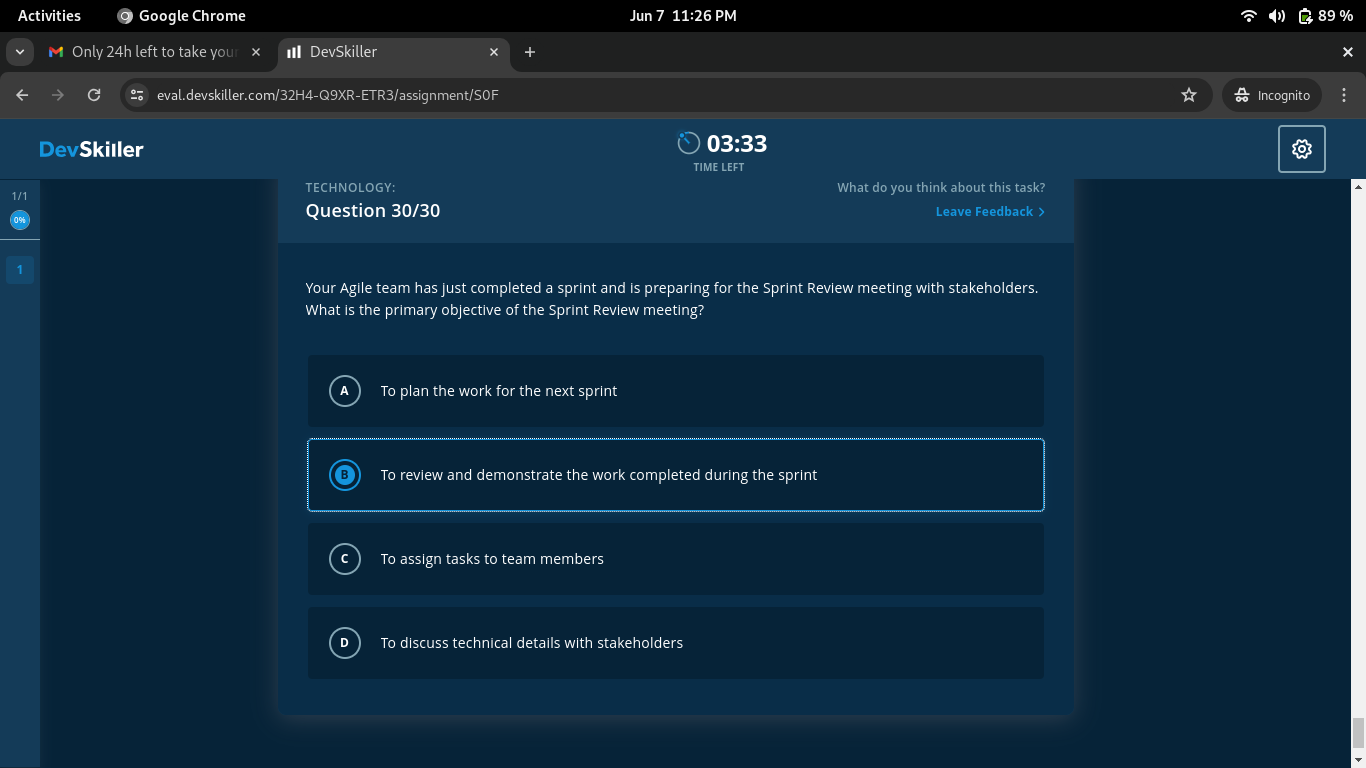 Activities
Google Chrome
Jun 7 11:26 PM
89 %
Only 24h left to take your
DevSkiller
eval.devskiller.com/32H4-Q9XR-ETR3/assignment/S0F
Incognito
DevSkiller
03:33
TIME LEFT
1/1
0%
1
TECHNOLOGY:
Question 30/30
What do you think about this task?
Leave Feedback
Your Agile team has just completed a sprint and is preparing for the Sprint Review meeting with stakeholders.
What is the primary objective of the Sprint Review meeting?
A To plan the work for the next sprint
B To review and demonstrate the work completed during the sprint
C To assign tasks to team members
D To discuss technical details with stakeholders